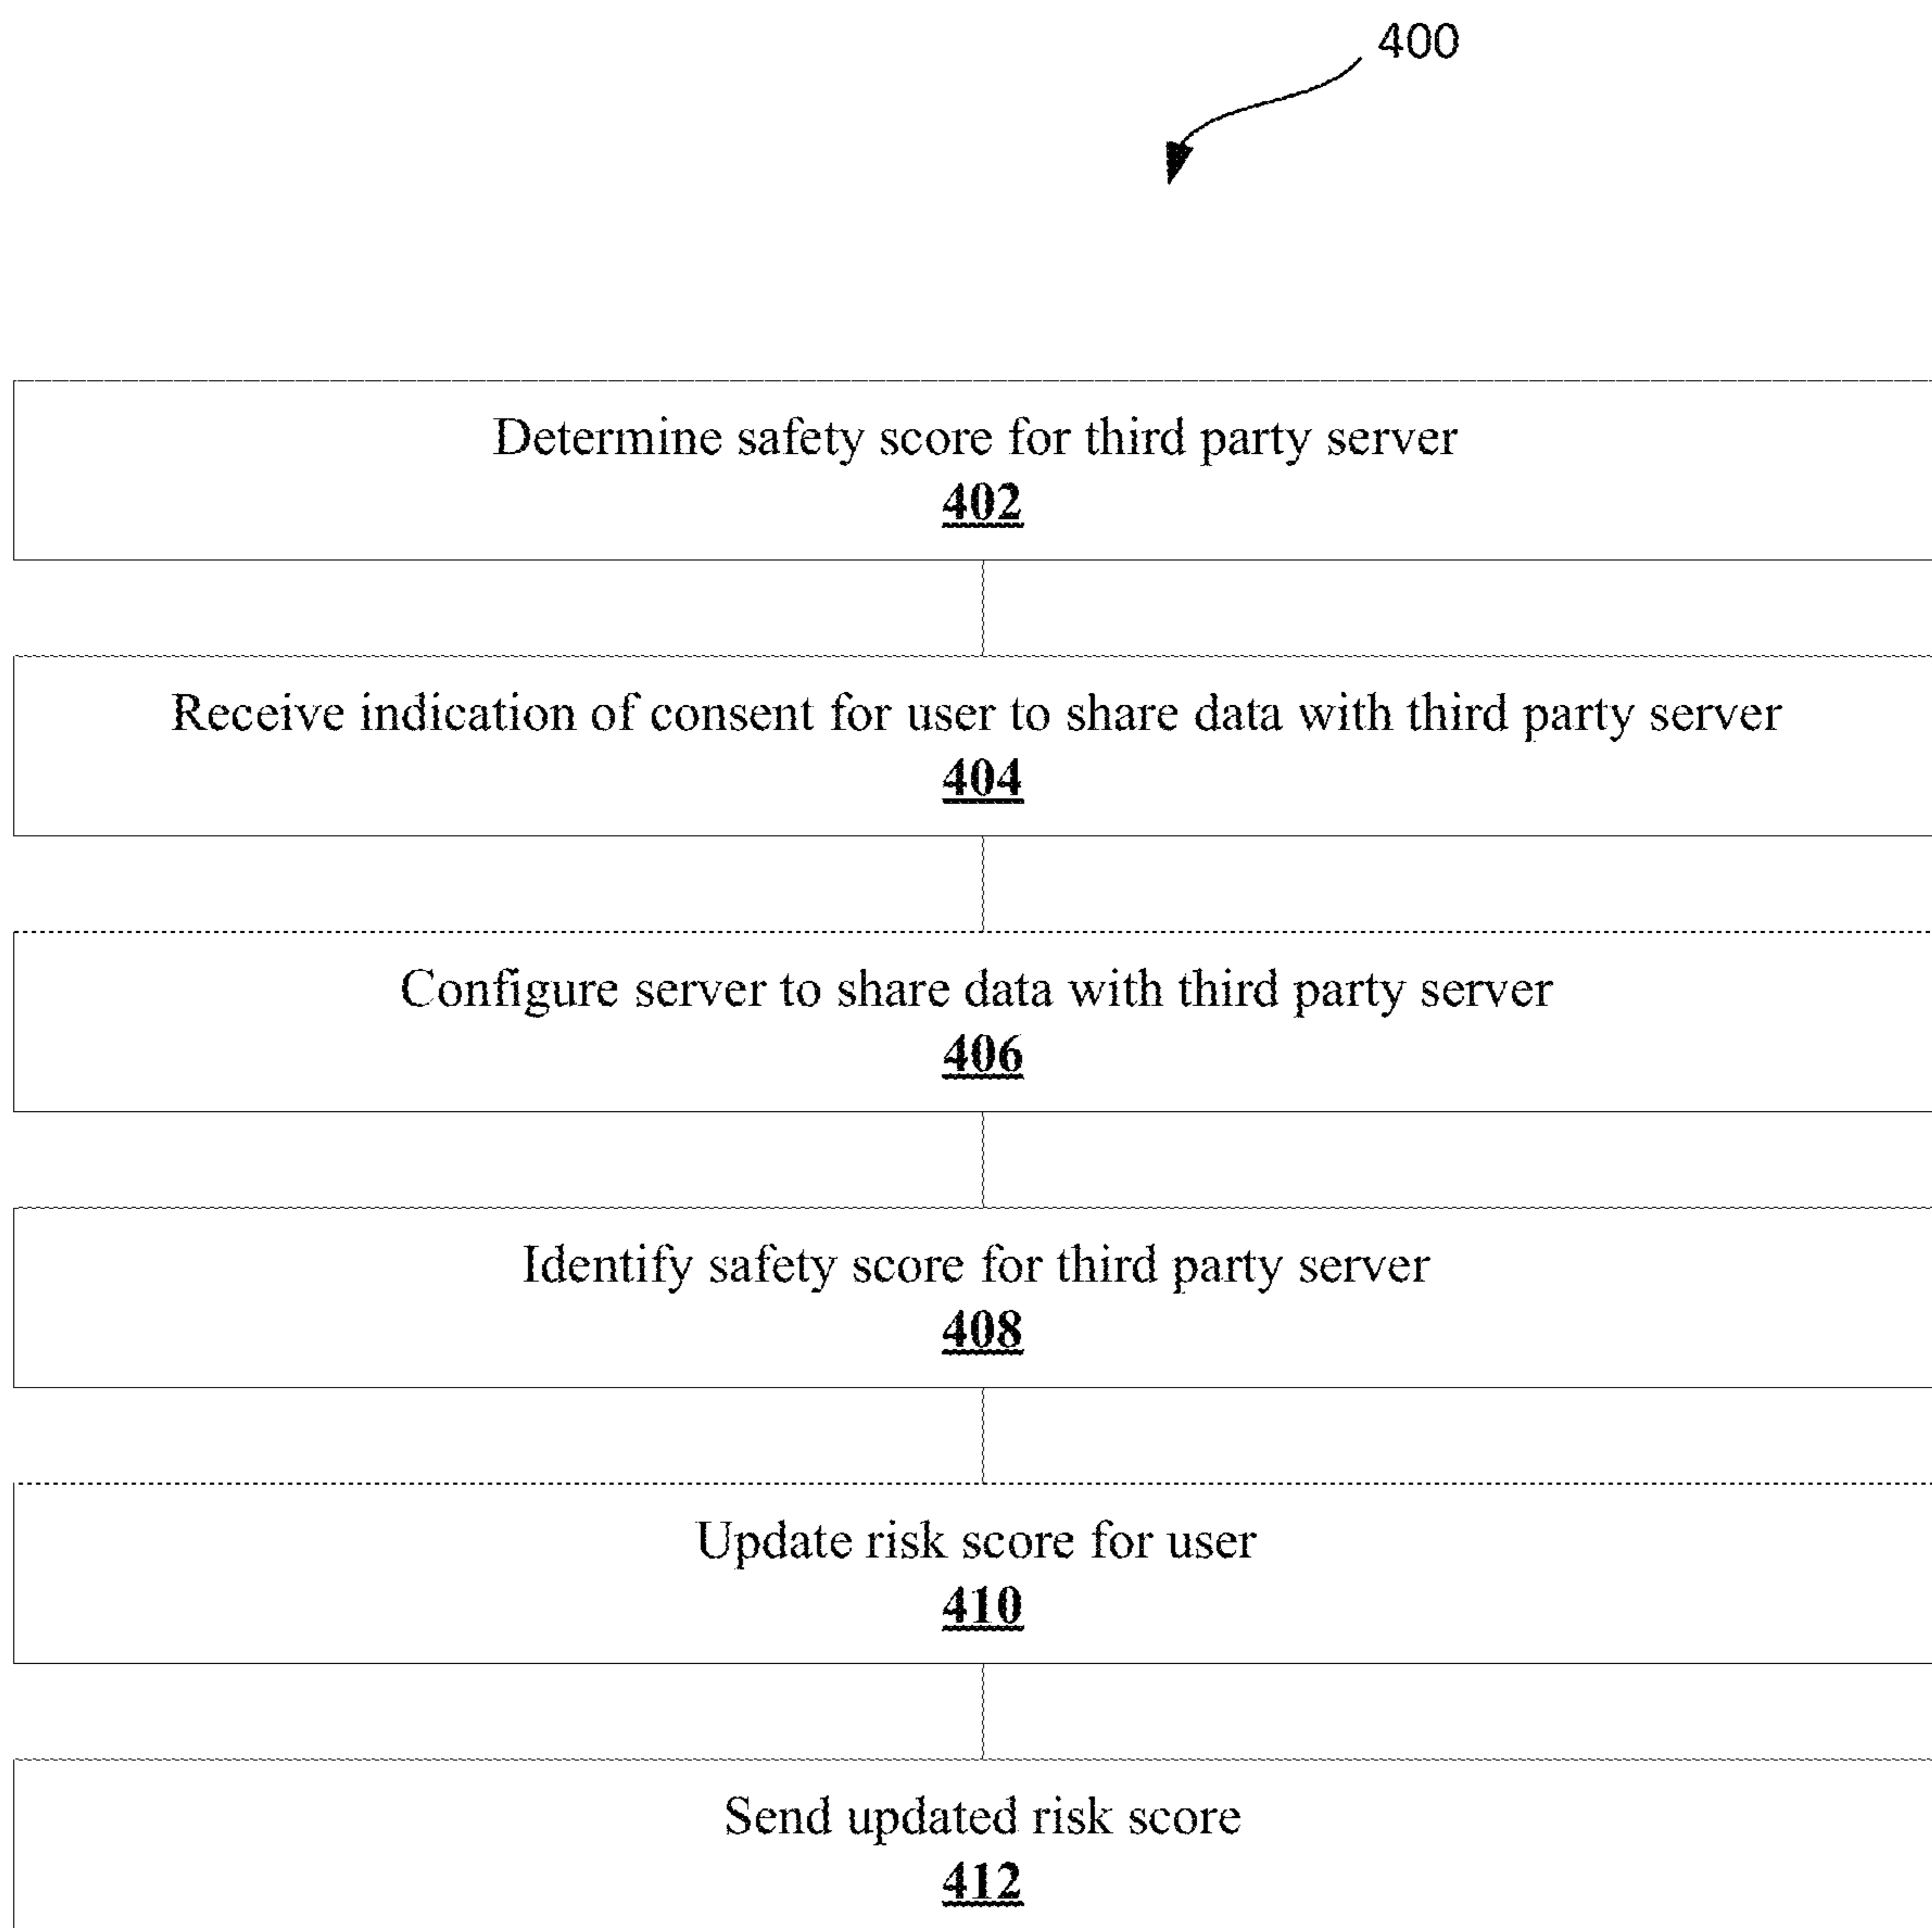 400
Determine safety score for third party server
402
Receive indication of consent for user to share data with third party server
404
Configure server to share data with third party server
406
Identify safety score for third party server
408
Update risk score for user
410
Send updated risk score
412